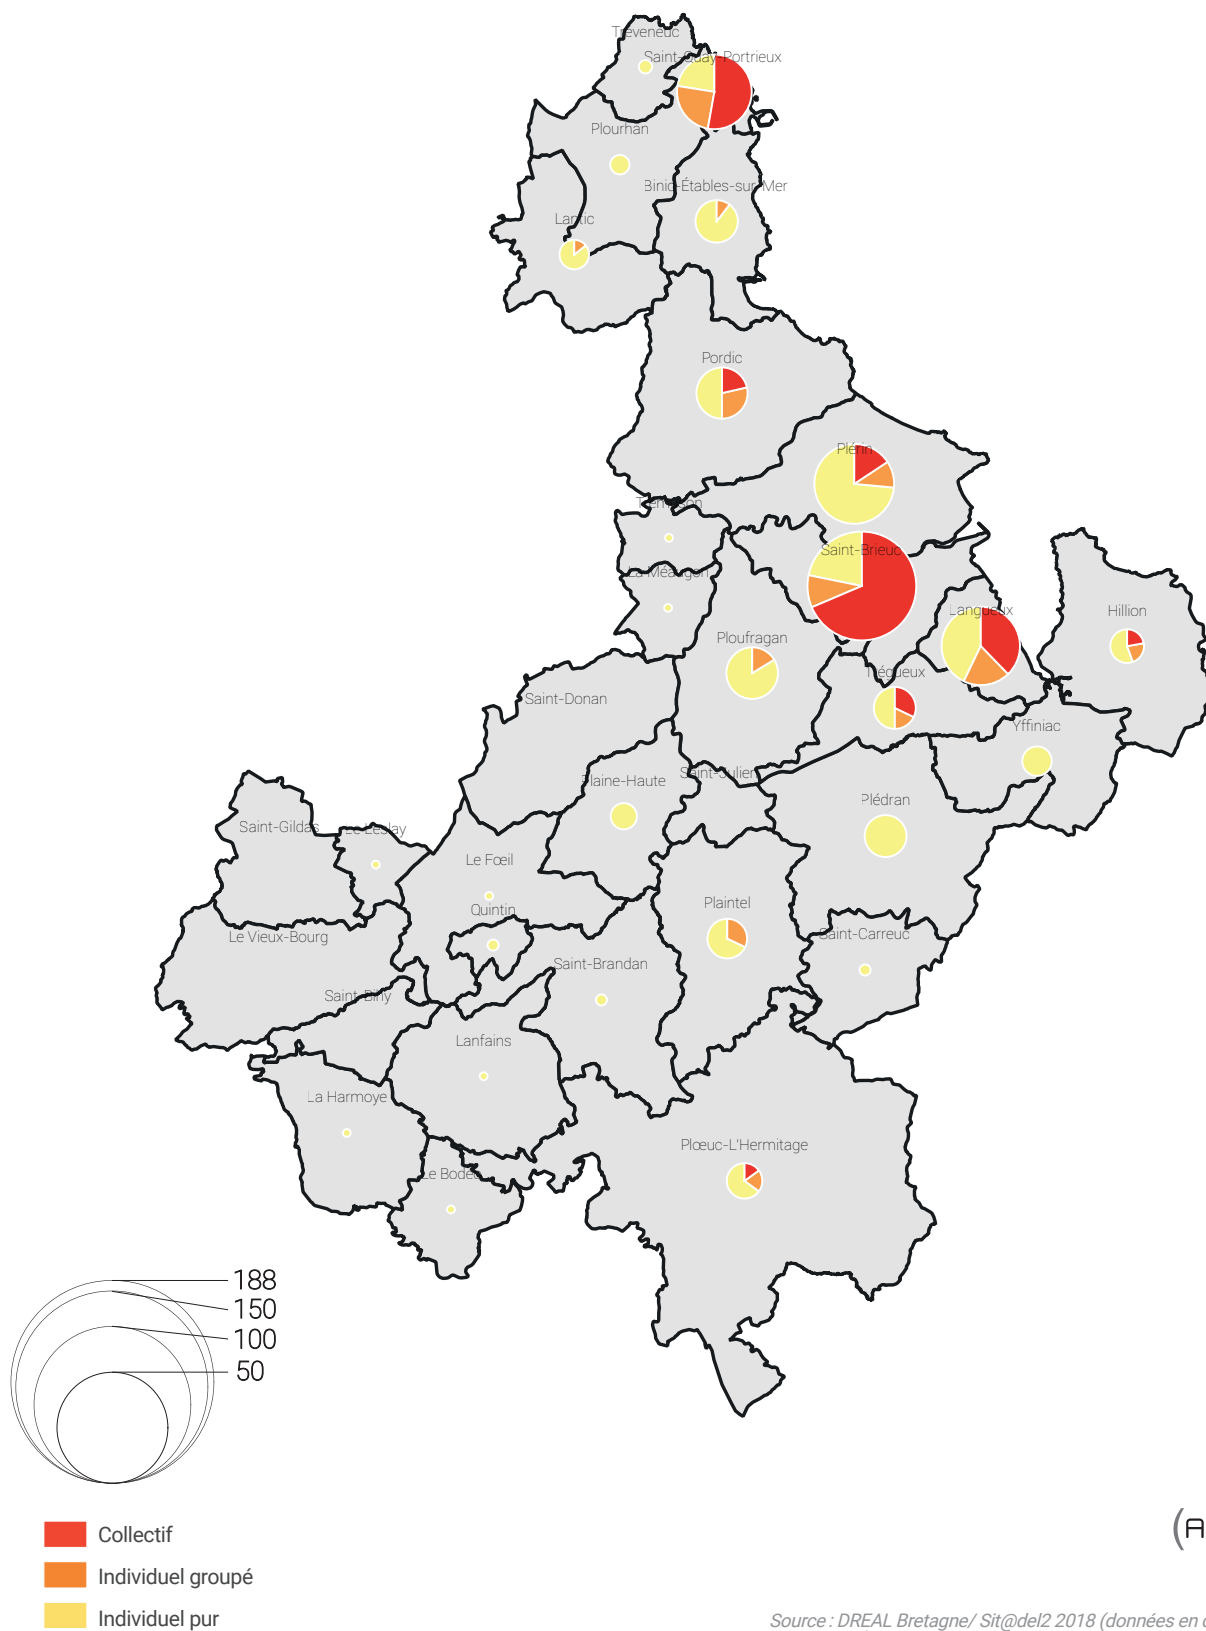 Tréveneuc
Saint-Quay-Portrieux
Plourhan
Binic-Étables-sur-Mer
Lantic
Pordic
Plérin
Trémuson
Saint-Brieuc
La Méaugon
Langueux
Hillion
Ploufragan
Trégueux
Saint-Donan
Yffiniac
Saint-Julien
Plaine-Haute
Plédran
Saint-Gildas
Le Leslay
Le Fœil
Plaintel
Quintin
Saint-Carreuc
Le Vieux-Bourg
Saint-Brandan
Saint-Bihy
Lanfains
La Harmoye
Plœuc-L'Hermitage
Le Bodéo
188
150
100
50
Collectif
Individuel groupé
Individuel pur
(A
Source : DREAL Bretagne/ Sit@del2 2018 (données en d